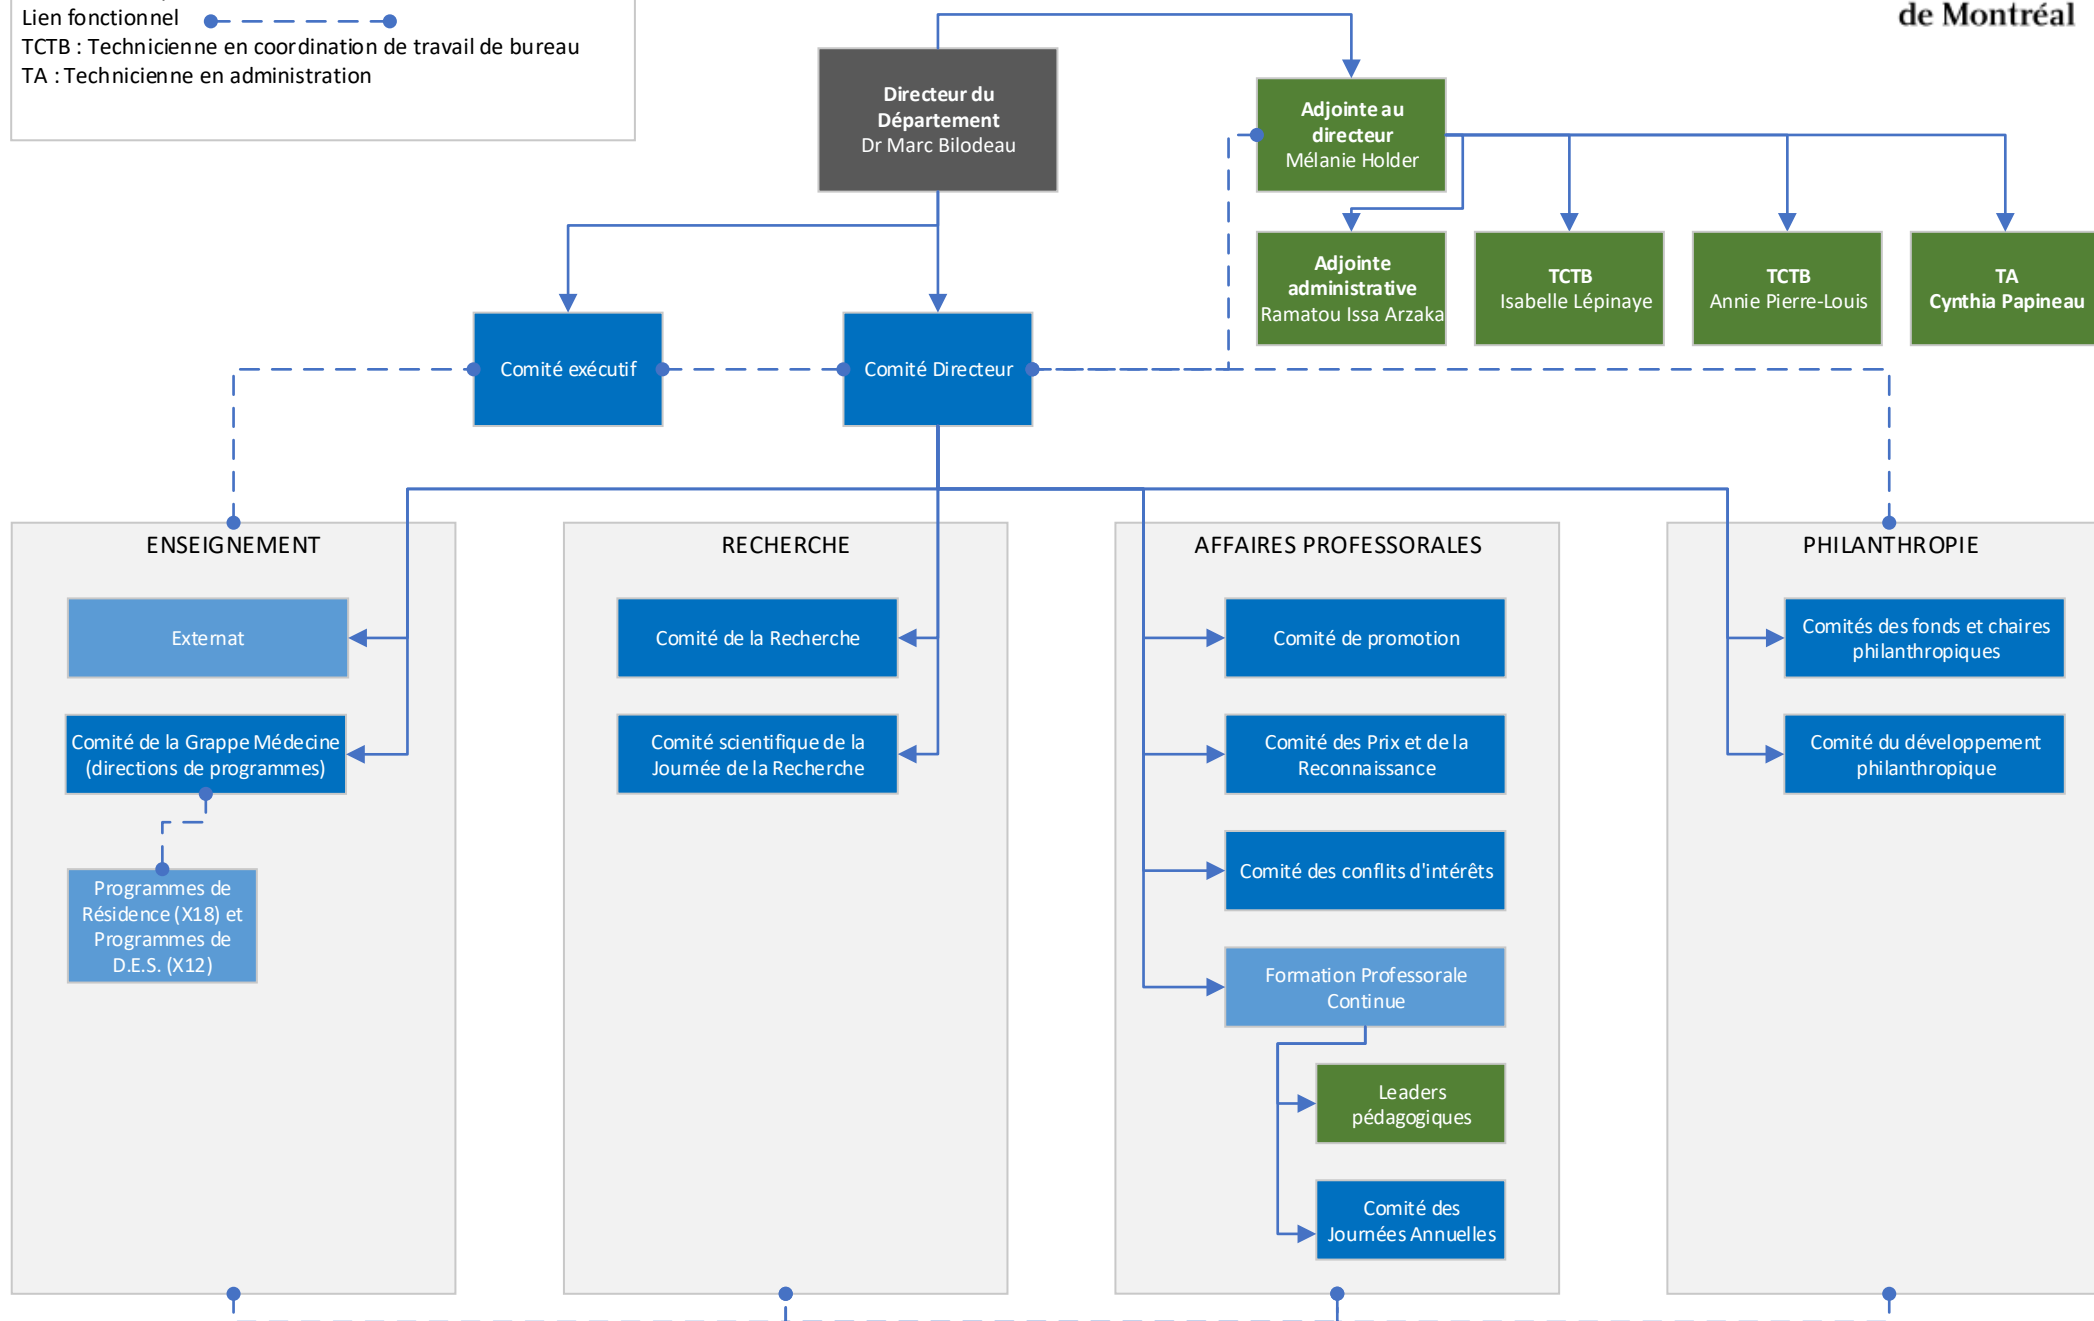 Lien fonctionnel
TCTB : Technicienne en coordination de travail de bureau
TA : Technicienne en administration
de Montréal
Directeur du
Département
Dr Marc Bilodeau
Adjointe au
directeur
Mélanie Holder
Adjointe
administrative
Ramatou Issa Arzaka
TCTB
Isabelle Lépinaye
TCTB
Annie Pierre-Louis
TA
Cynthia Papineau
Comité exécutif
Comité Directeur
ENSEIGNEMENT
Externat
Comité de la Grappe Médecine
(directions de programmes)
Programmes de
Résidence (X18) et
Programmes de
D.E.S. (X12)
RECHERCHE
Comité de la Recherche
Comité scientifique de la
Journée de la Recherche
AFFAIRES PROFESSORALES
Comité de promotion
Comité des Prix et de la
Reconnaissance
Comité des conflits d'intérêts
Formation Professorale
Continue
Leaders
pédagogiques
Comité des
Journées Annuelles
PHILANTHROPIE
Comités des fonds et chaires
philanthropiques
Comité du développement
philanthropique